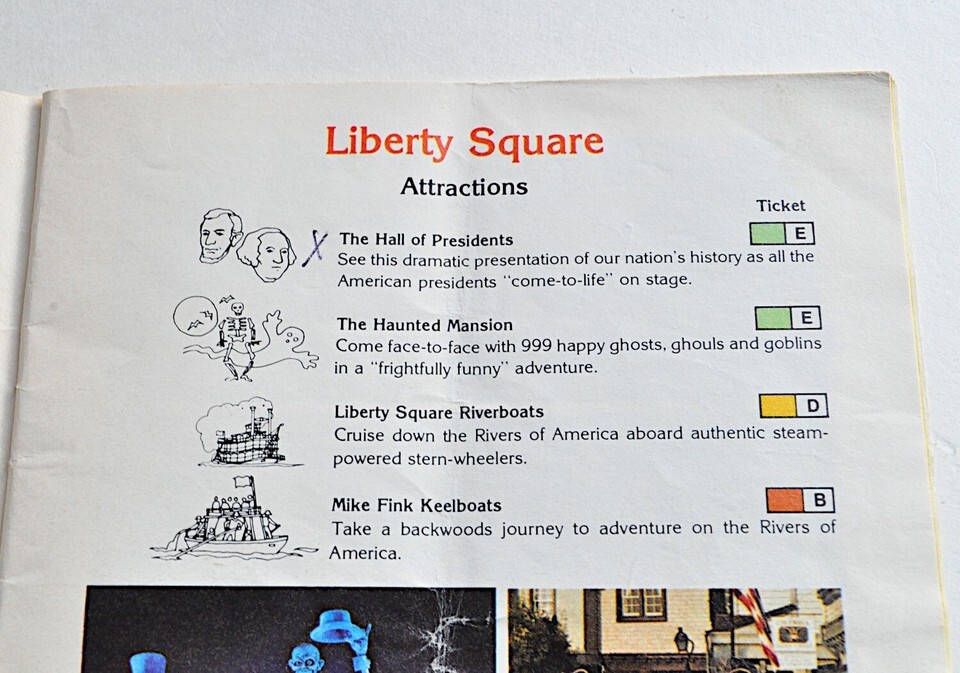 Liberty Square
Attractions
Ticket
X
The Hall of Presidents
E
See this dramatic presentation of our nation's history as all the
American presidents "come-to-life" on stage.
The Haunted Mansion
E
Come face-to-face with 999 happy ghosts, ghouls and goblins
in a "frightfully funny" adventure.
Liberty Square Riverboats
D
Cruise down the Rivers of America aboard authentic steam-
powered stern-wheelers.
Mike Fink Keelboats
B
Take a backwoods journey to adventure on the Rivers of
America.